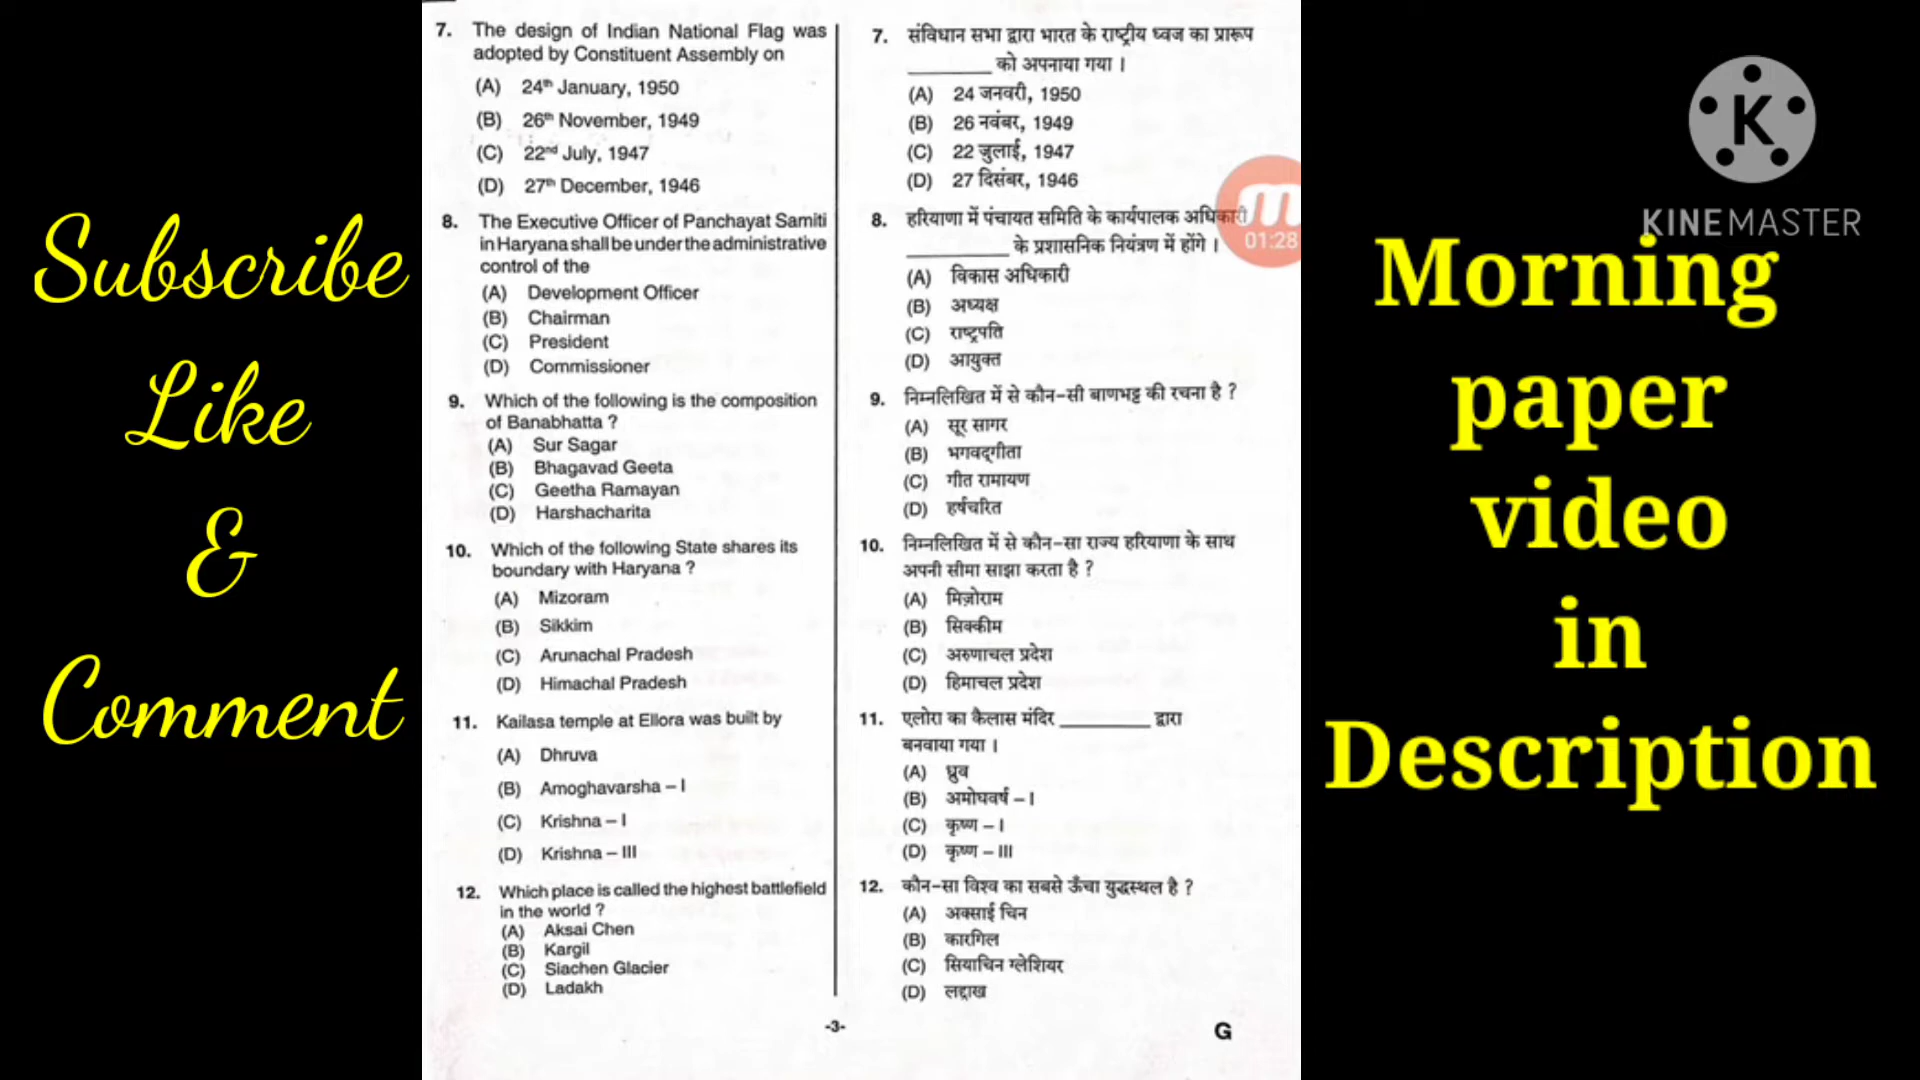 Subscribe
Like
&
Comment
7. The design of Indian National Flag was
adopted by Constituent Assembly on
(A) 24th January, 1950
(B) 26th November, 1949
(C) 22nd July, 1947
(D) 27th December, 1946
8. The Executive Officer of Panchayat Samiti
in Haryana shall be under the administrative
control of the
(A) Development Officer
(B) Chairman
(C) President
(D) Commissioner
9. Which of the following is the composition
of Banabhatta ?
(A) Sur Sagar
(B) Bhagavad Geeta
(C) Geetha Ramayan
(D) Harshacharita
10. Which of the following State shares its
boundary with Haryana ?
(A) Mizoram
(B) Sikkim
(C) Arunachal Pradesh
(D) Himachal Pradesh
11. Kailasa temple at Ellora was built by
(A) Dhruva
(B) Amoghavarsha – I
(C) Krishna – I
(D) Krishna – III
12. Which place is called the highest battlefield
in the world ?
(A) Aksai Chen
(B) Kargil
(C) Siachen Glacier
(D) Ladakh
7. संविधान सभा द्वारा भारत के राष्ट्रीय ध्वज का प्रारूप
________ को अपनाया गया ।
(A) 24 जनवरी, 1950
(B) 26 नवंबर, 1949
(C) 22 जुलाई, 1947
(D) 27 दिसंबर, 1946
8. हरियाणा में पंचायत समिति के कार्यपालक अधिकारी
________ के प्रशासनिक नियंत्रण में होंगे ।
(A) विकास अधिकारी
(B) अध्यक्ष
(C) राष्ट्रपति
(D) आयुक्त
9. निम्नलिखित में से कौन-सी बाणभट्ट की रचना है ?
(A) सूर सागर
(B) भगवद्गीता
(C) गीत रामायण
(D) हर्षचरित
10. निम्नलिखित में से कौन-सा राज्य हरियाणा के साथ
अपनी सीमा साझा करता है ?
(A) मिज़ोराम
(B) सिक्कीम
(C) अरुणाचल प्रदेश
(D) हिमाचल प्रदेश
11. एलोरा का कैलास मंदिर ________ द्वारा
बनवाया गया ।
(A) ध्रुव
(B) अमोघवर्ष – I
(C) कृष्ण – I
(D) कृष्ण – III
12. कौन-सा विश्व का सबसे ऊँचा युद्धस्थल है ?
(A) अक्साई चिन
(B) कारगिल
(C) सियाचिन ग्लेशियर
(D) लद्दाख
-3-
G
01:28
K
KINEMASTER
Morning
paper
video
in
Description